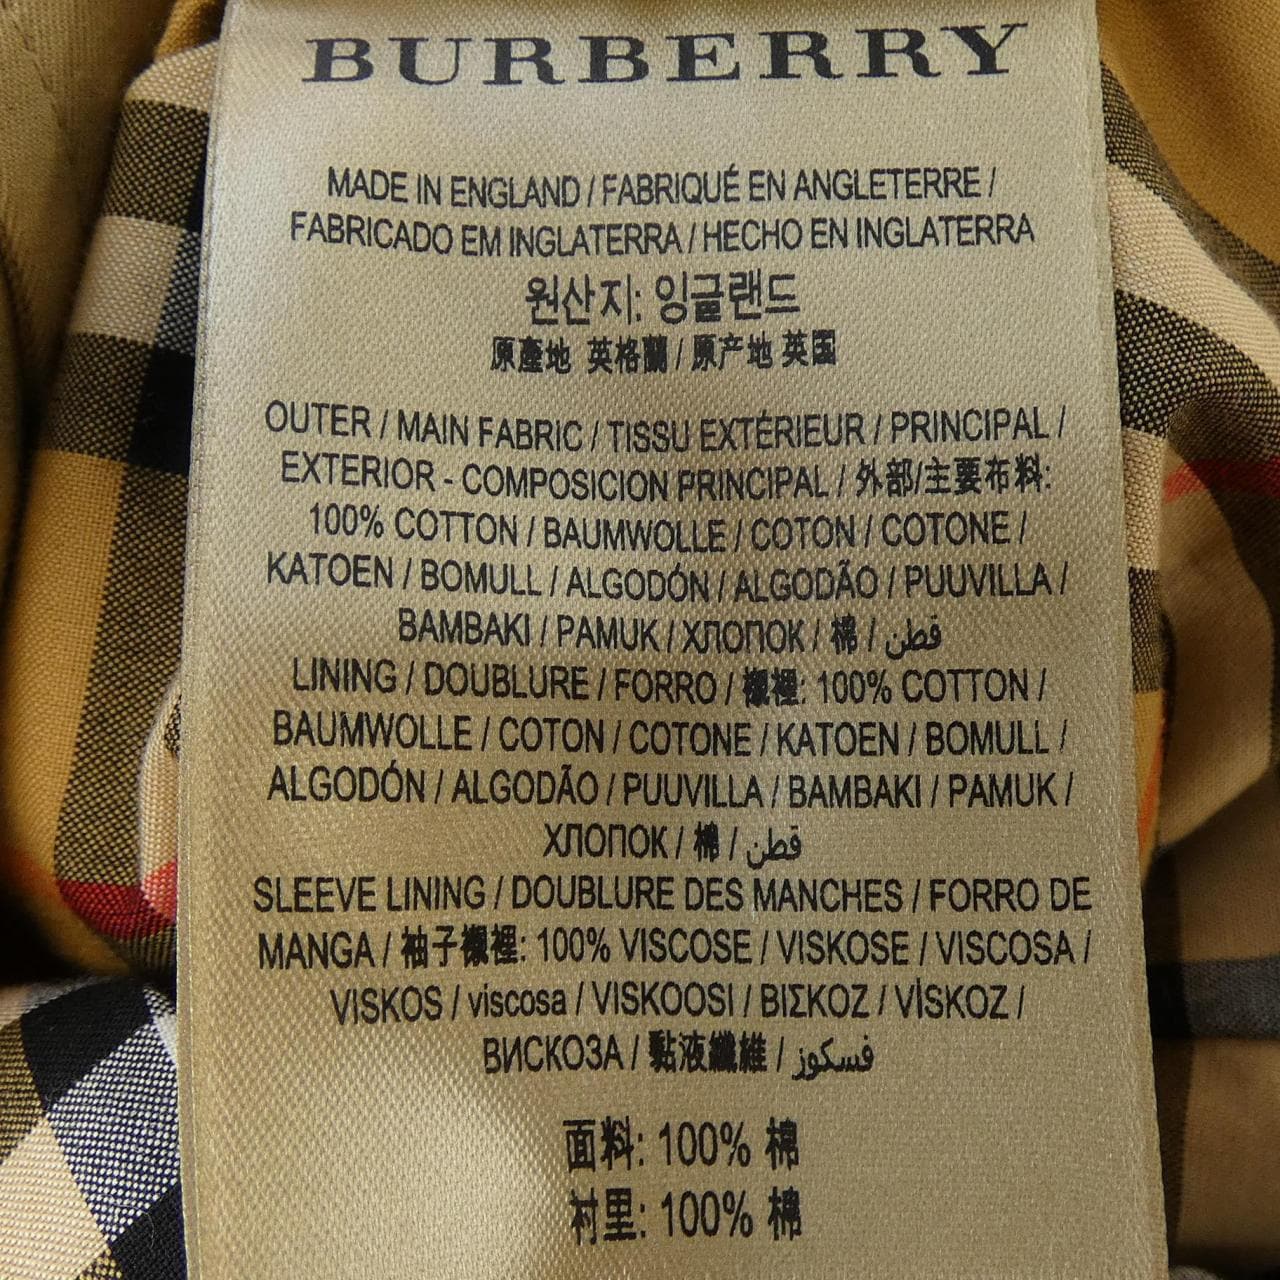 BURBERRY
MADE IN ENGLAND / FABRIQUÉ EN ANGLETERRE /
FABRICADO EM INGLATERRA / HECHO EN INGLATERRA
원산지: 잉글랜드
原產地 英格蘭 / 原产地 英国
OUTER / MAIN FABRIC / TISSU EXTÉRIEUR / PRINCIPAL /
EXTERIOR - COMPOSICION PRINCIPAL / 外部/主要布料:
100% COTTON / BAUMWOLLE / COTON / COTONE /
KATOEN / BOMULL / ALGODÓN / ALGODÃO / PUUVILLA /
BAMBAKI / PAMUK / ХЛОПОК / 棉 / قطن
LINING / DOUBLURE / FORRO / 襯裡: 100% COTTON /
BAUMWOLLE / COTON / COTONE / KATOEN / BOMULL /
ALGODÓN / ALGODÃO / PUUVILLA / BAMBAKI / PAMUK /
ХЛОПОК / 棉 / قطن
SLEEVE LINING / DOUBLURE DES MANCHES / FORRO DE
MANGA / 袖子襯裡: 100% VISCOSE / VISKOSE / VISCOSA /
VISKOS / viscosa / VISKOOSI / ΒΙΣΚΟΖ / VİSKOZ /
ВИСКОЗА / 黏液纖維 / فسكوز
面料: 100% 棉
衬里: 100% 棉